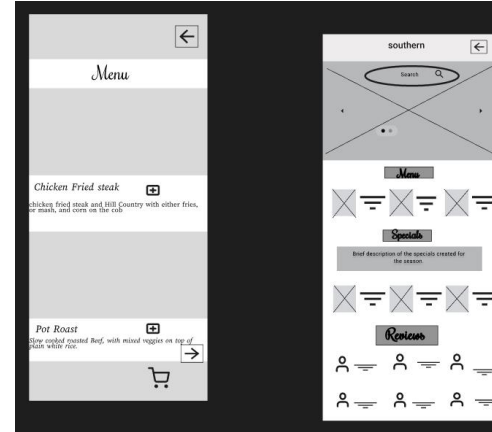 Menu
Chicken Fried steak
chicken fried steak and Hill Country with either fries,
or mash, and corn on the cob
Pot Roast
Slow cooked roasted Beef, with mixed veggies on top of
plain white rice.
southern
Search
Menu
Specials
Brief description of the specials created for
the season
Reviews